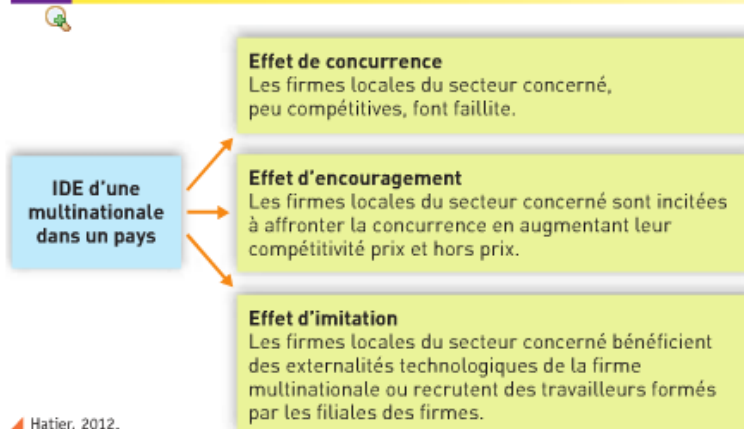 Effet de concurrence
Les firmes locales du secteur concerné,
peu compétitives, font faillite.
IDE d'une
multinationale
dans un pays
Effet d'encouragement
Les firmes locales du secteur concerné sont incitées
à affronter la concurrence en augmentant leur
compétitivité prix et hors prix.
Effet d'imitation
Les firmes locales du secteur concerné bénéficient
des externalités technologiques de la firme
multinationale ou recrutent des travailleurs formés
par les filiales des firmes.
Hatier, 2012.